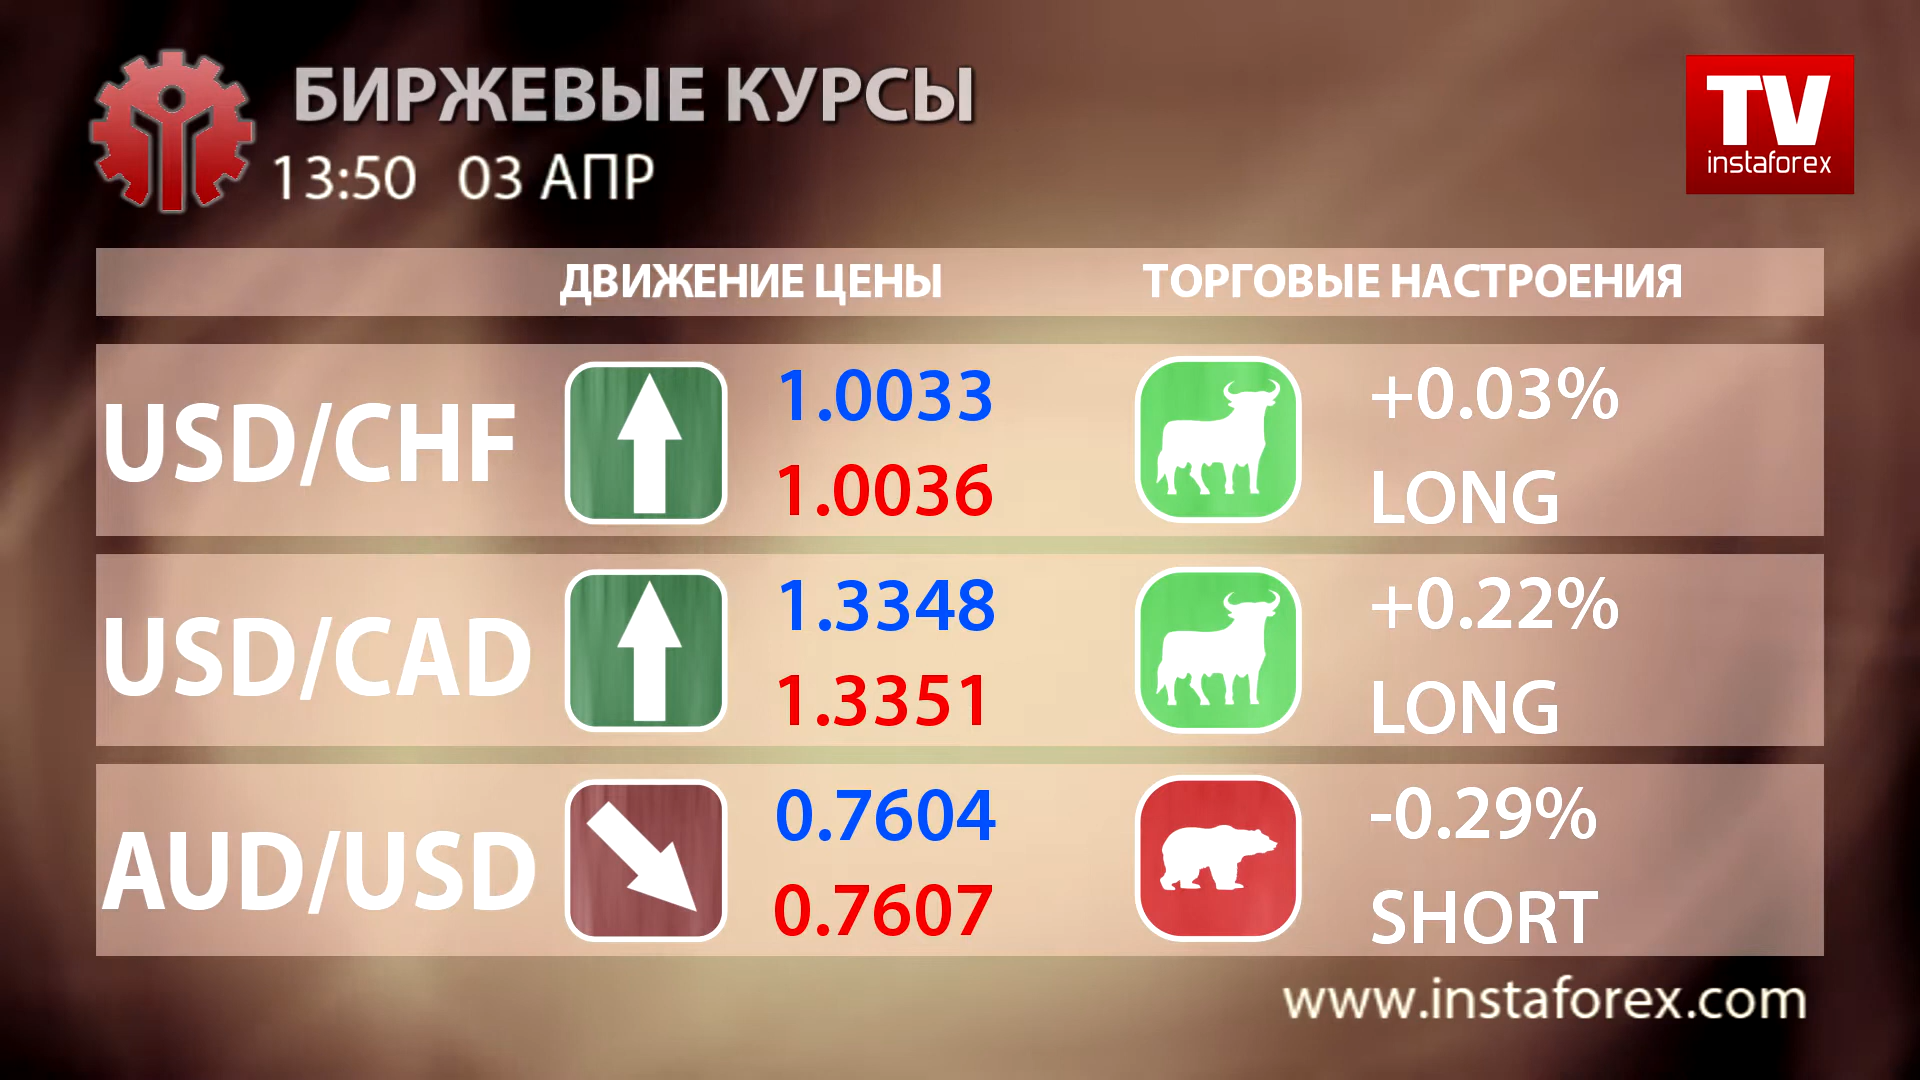 БИРЖЕВЫЕ КУРСЫ
13:50 03 АПР
TV
instaforex
ДВИЖЕНИЕ ЦЕНЫ ТОРГОВЫЕ НАСТРОЕНИЯ
USD/CHF
1.0033
1.0036
+0.03%
LONG
USD/CAD
1.3348
1.3351
+0.22%
LONG
AUD/USD
0.7604
0.7607
-0.29%
SHORT
www.instaforex.com